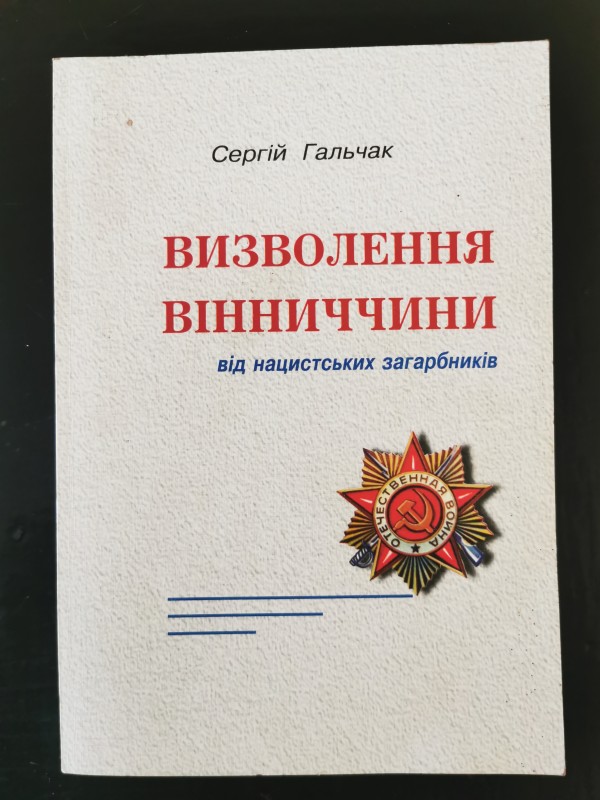 Сергій Гальчак
ВИЗВОЛЕННЯ
ВІННИЧЧИНИ
від нацистських загарбників
ОТЕЧЕСТВЕННАЯ ВОЙНА